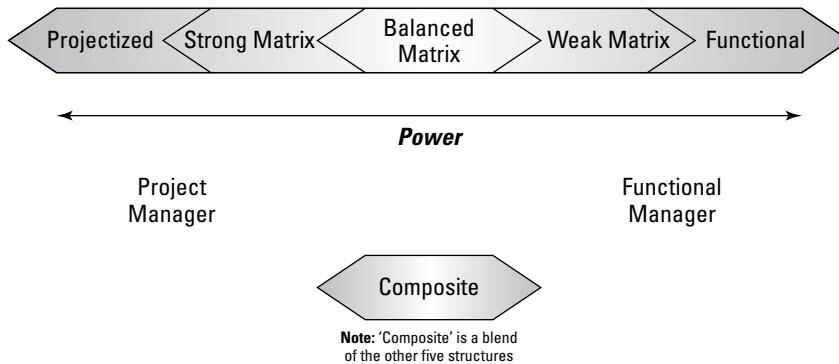 Projectized
Strong Matrix
Balanced
Matrix
Weak Matrix
Functional
Power
Project
Manager
Functional
Manager
Composite
Note: ‘Composite’ is a blend
of the other five structures